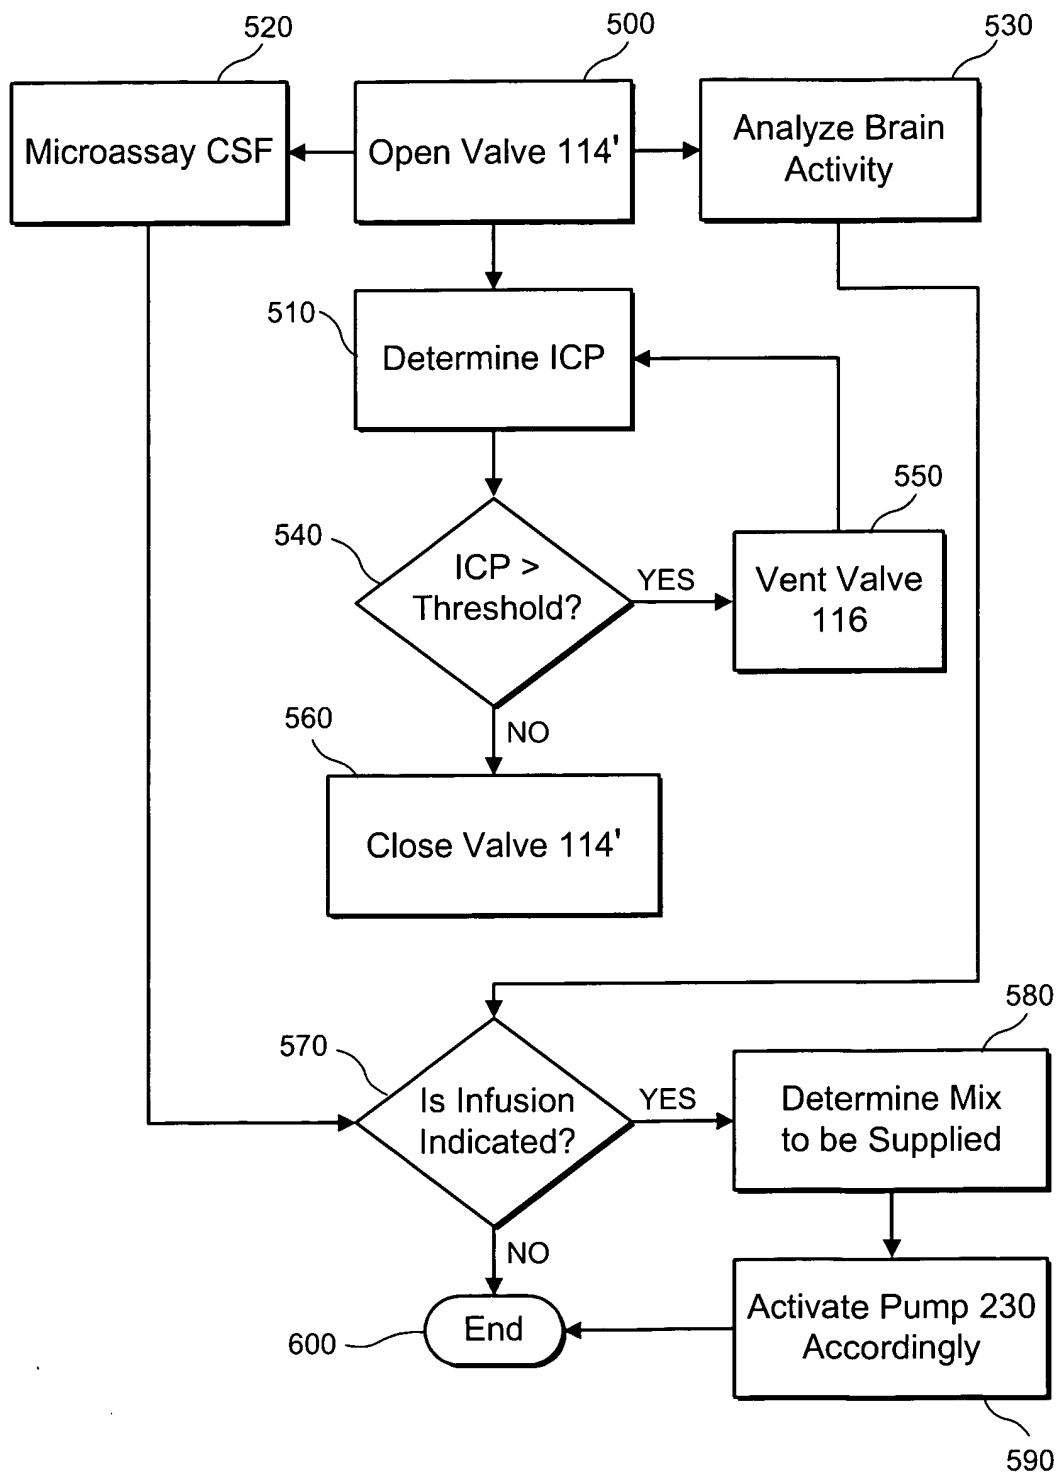 520
500
530
Microassay CSF
Open Valve 114'
Analyze Brain
Activity
510
Determine ICP
550
540
ICP >
Threshold?
YES
Vent Valve
116
560
NO
Close Valve 114'
580
570
Is Infusion
Indicated?
YES
Determine Mix
to be Supplied
NO
600
End
Activate Pump 230
Accordingly
590